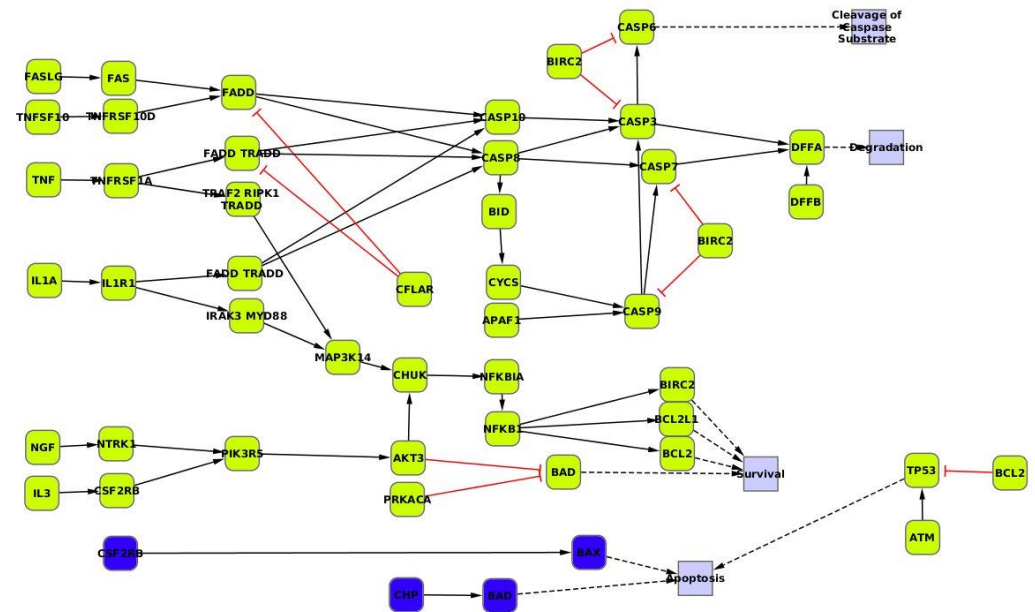 Cleavage of
Caspase
Substrate
CASP6
BIRC2
FASLG
FAS
FADD
TNFSF10
TNFRSF10D
CASP10
CASP3
FADD TRADD
CASP8
CASP7
DFFA
Degradation
TNF
TNFRSF1A
TRAF2 RIPK1
TRADD
BID
DFFB
BIRC2
IL1A
IL1R1
FADD TRADD
CFLAR
CYCS
IRAK3 MYD88
APAF1
CASP9
MAP3K14
CHUK
NFKBIA
BIRC2
BCL2L1
NFKB1
BCL2
NGF
NTRK1
PIK3R5
AKT3
BAD
Survival
TP53
BCL2
IL3
CSF2RB
PRKACA
ATM
CSF2RB
BAX
Apoptosis
CHP
BAD